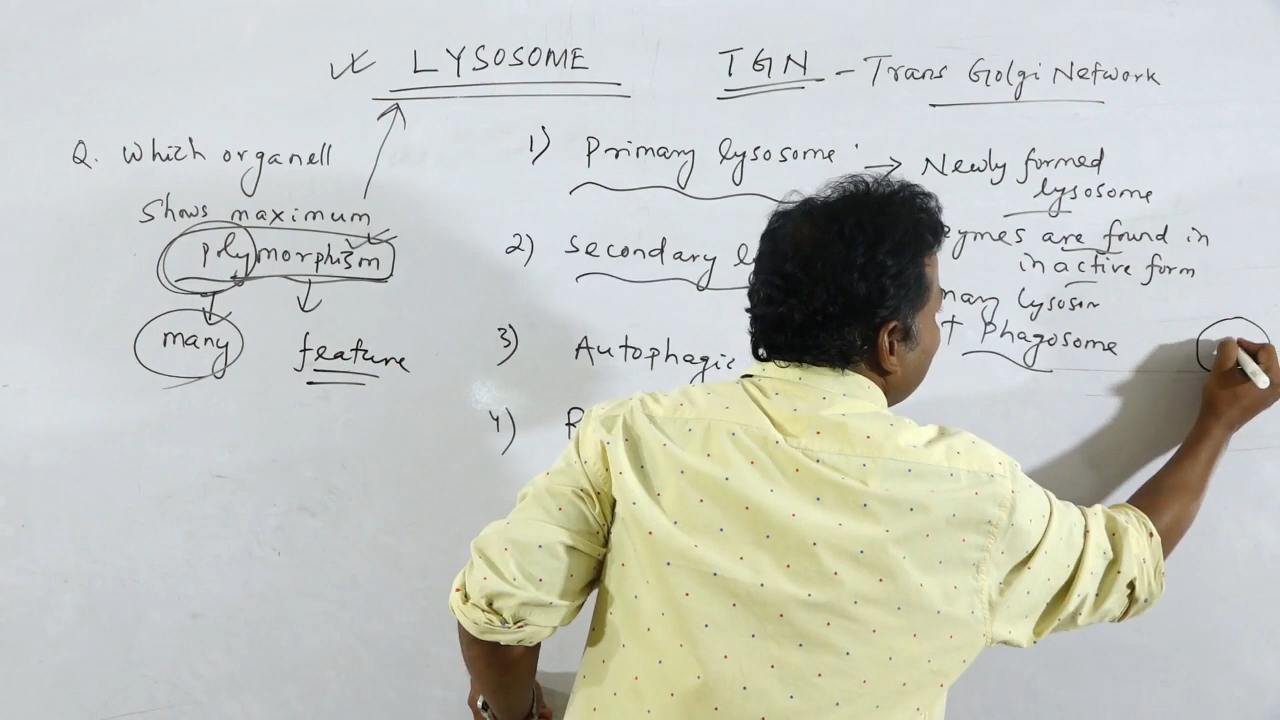 LYSOSOME
TGN - Trans Golgi Network
Q. Which organell
Shows maximum
polymorphism
many
feature
1) Primary lysosome → Newly formed
lysosome
are found in
inactive form
2) Secondary
+ Phagosome
3) Autophagic
4)